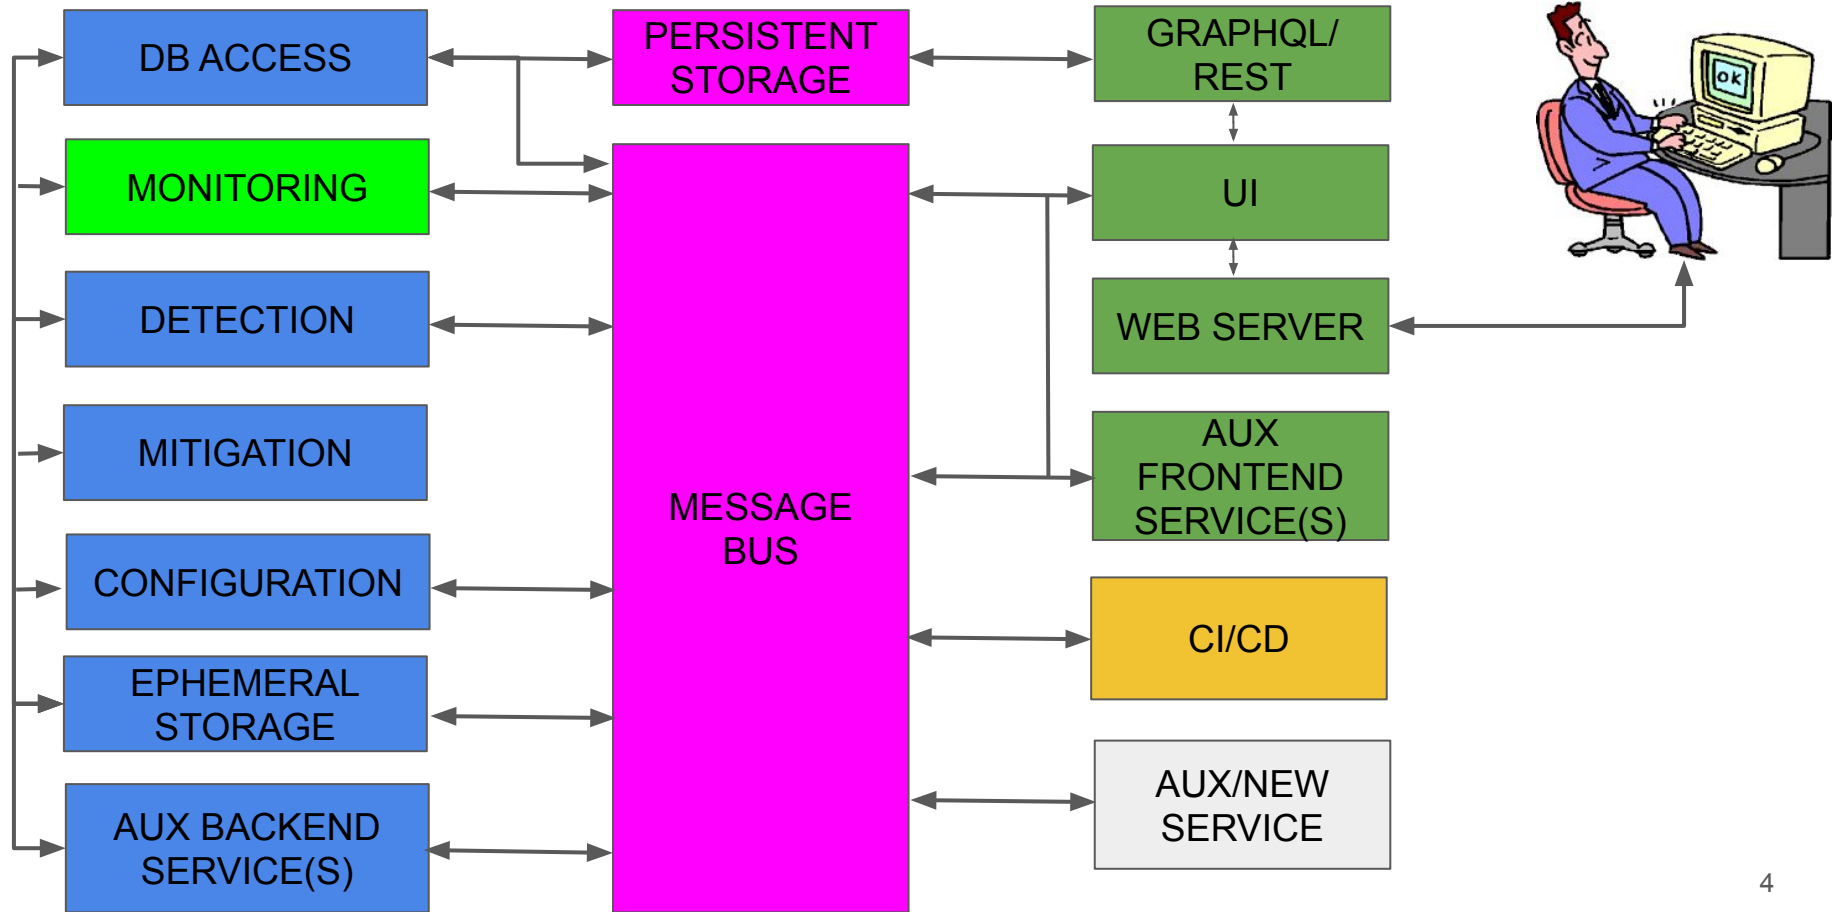 DB ACCESS
MONITORING
DETECTION
MITIGATION
CONFIGURATION
EPHEMERAL
STORAGE
AUX BACKEND
SERVICE(S)
PERSISTENT
STORAGE
MESSAGE
BUS
GRAPHQL/
REST
UI
WEB SERVER
AUX
FRONTEND
SERVICE(S)
CI/CD
AUX/NEW
SERVICE
OK
4